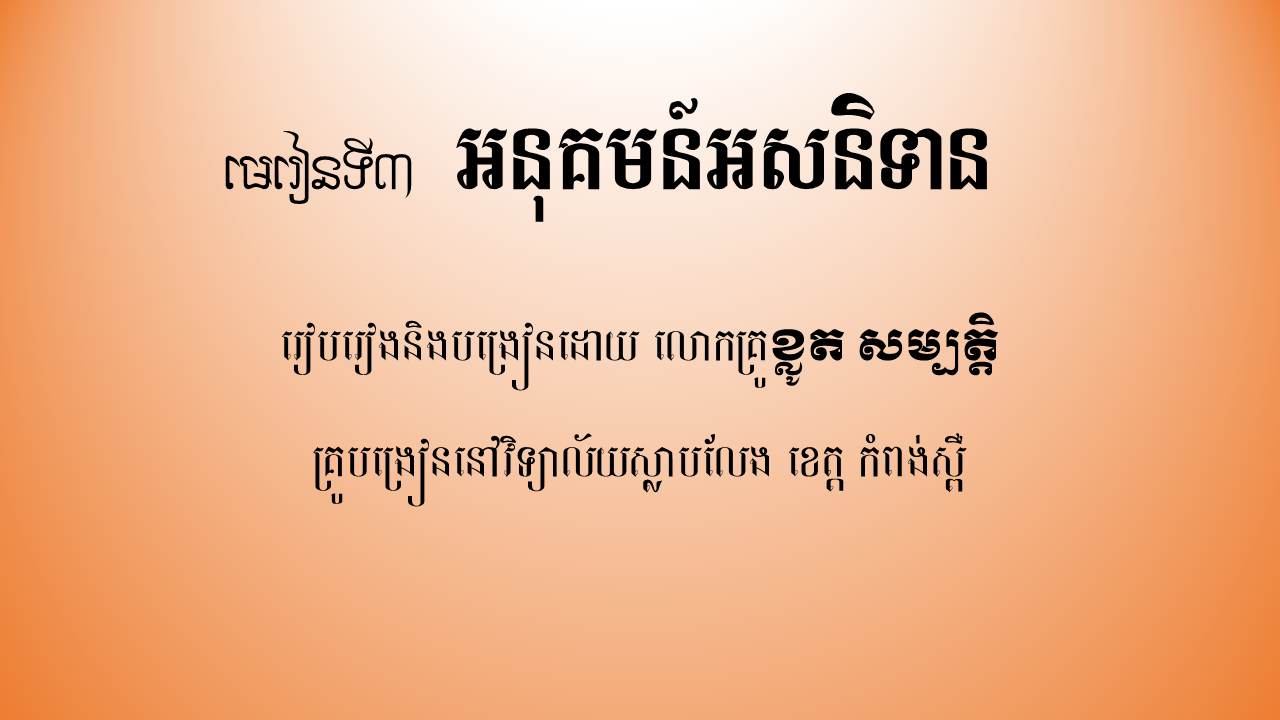 មេរៀនទី៣ អនុគមន៍អសនិទាន
រៀបរៀងនិងបង្រៀនដោយ លោកគ្រូខ្លូត សម្បត្តិ
គ្រូបង្រៀននៅវិទ្យាល័យស្លាបលែង ខេត្ត កំពង់ស្ពឺ